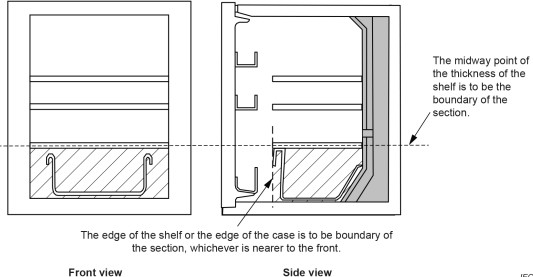 The midway point of
the thickness of the
shelf is to be the
boundary of the
section.
The edge of the shelf or the edge of the case is to be boundary of
the section, whichever is nearer to the front.
Front view
Side view
IEC